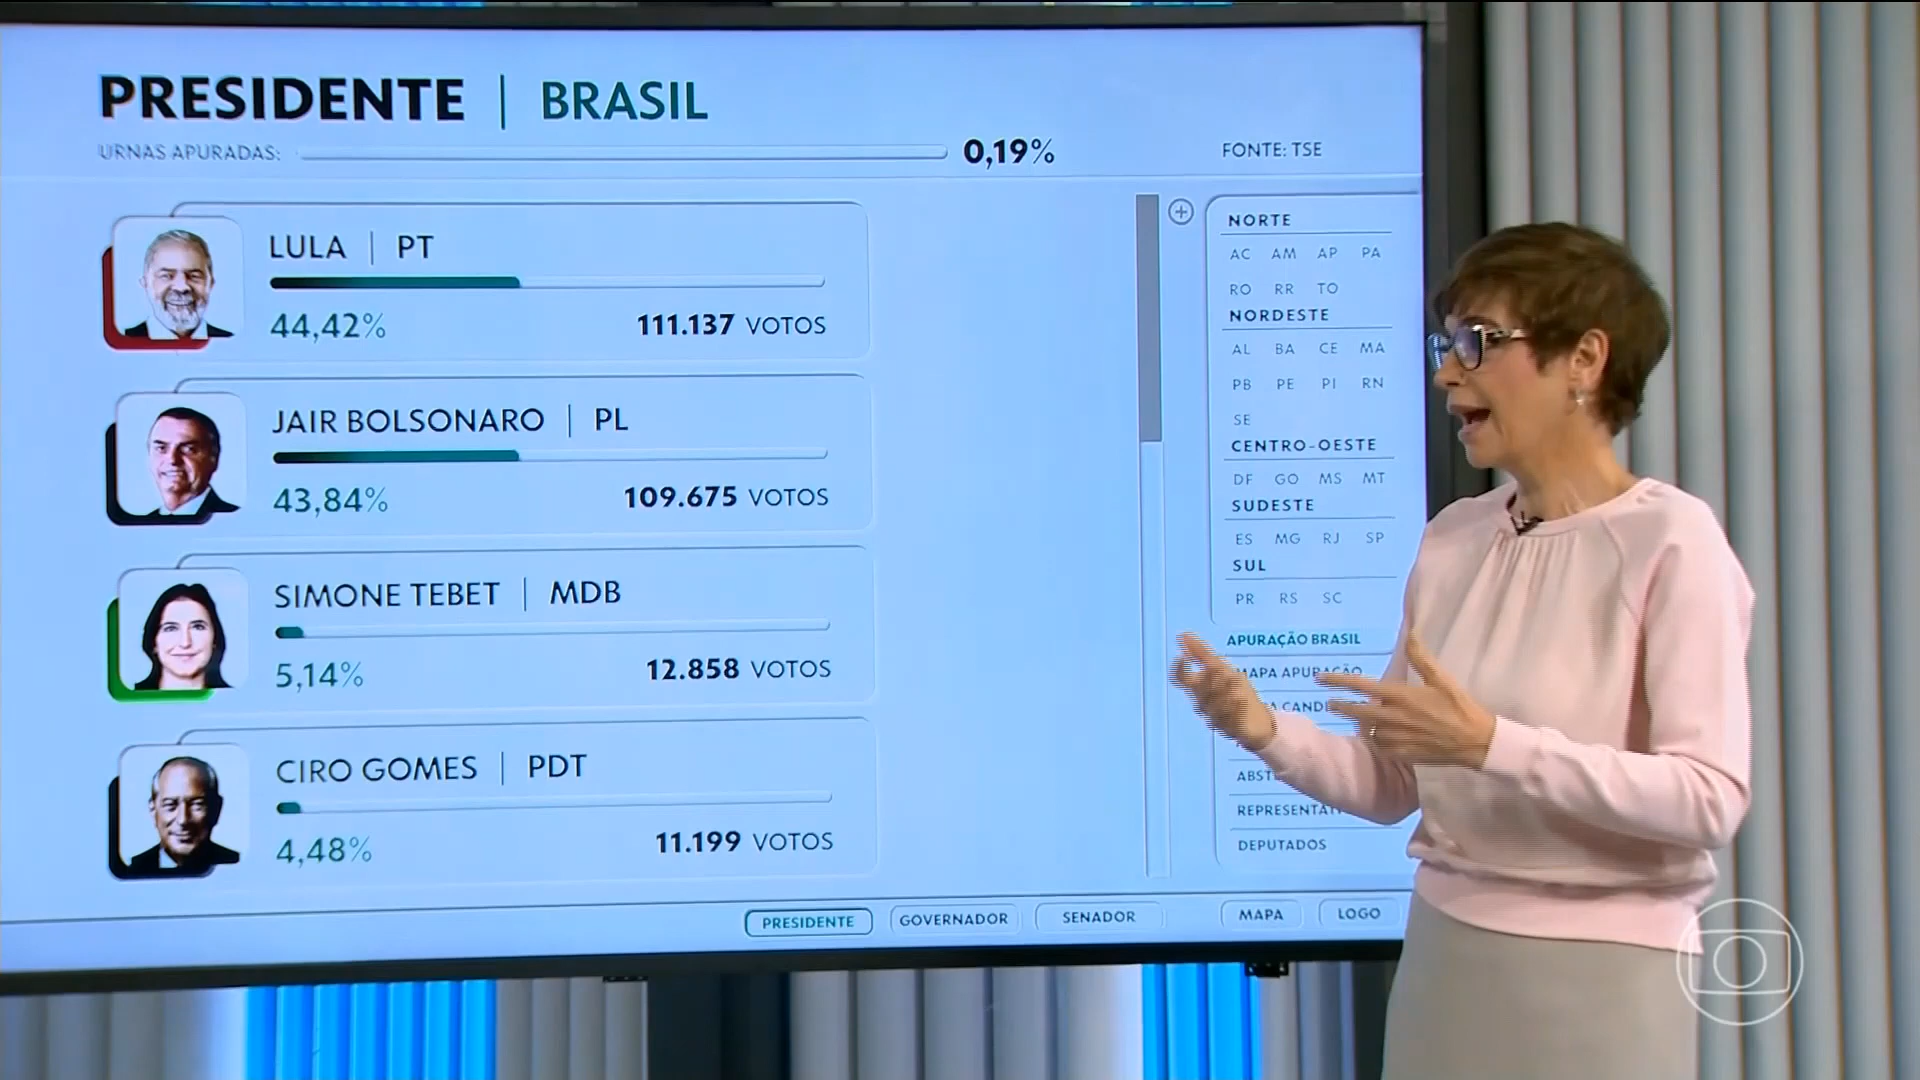 PRESIDENTE | BRASIL
URNAS APURADAS: 0,19% FONTE: TSE
LULA | PT
44,42% 111.137 VOTOS
JAIR BOLSONARO | PL
43,84% 109.675 VOTOS
SIMONE TEBET | MDB
5,14% 12.858 VOTOS
CIRO GOMES | PDT
4,48% 11.199 VOTOS
NORTE
AC AM AP PA
RO RR TO
NORDESTE
AL BA CE MA
PB PE PI RN
SE
CENTRO-OESTE
DF GO MS MT
SUDESTE
ES MG RJ SP
SUL
PR RS SC
APURAÇÃO BRASIL
MAPA APURAÇÃO
DEPUTADOS
PRESIDENTE GOVERNADOR SENADOR MAPA LOGO